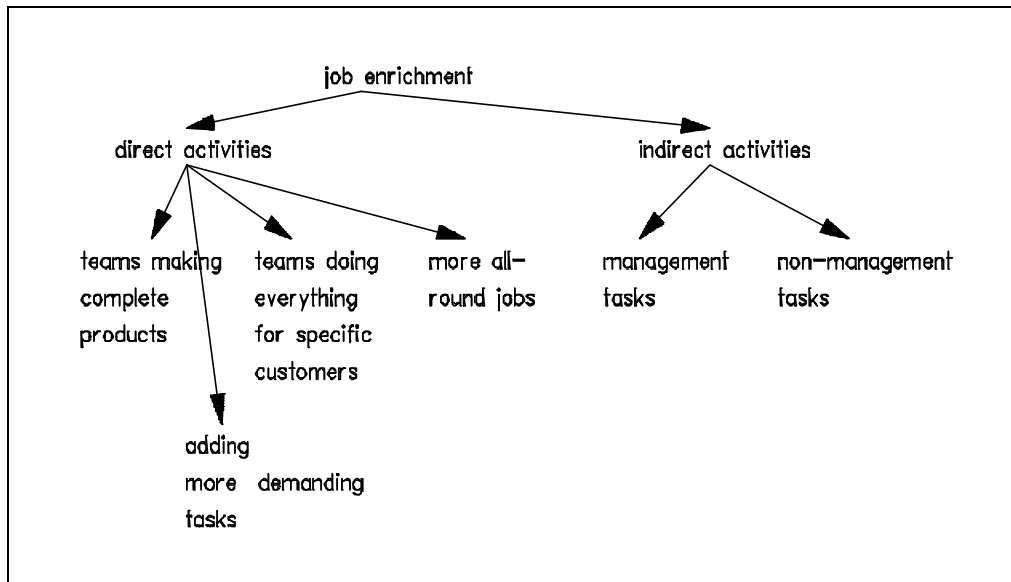 job enrichment
direct activities
indirect activities
teams making
complete
products
teams doing
everything
for specific
customers
more all-
round jobs
management
tasks
non-management
tasks
adding
more demanding
tasks